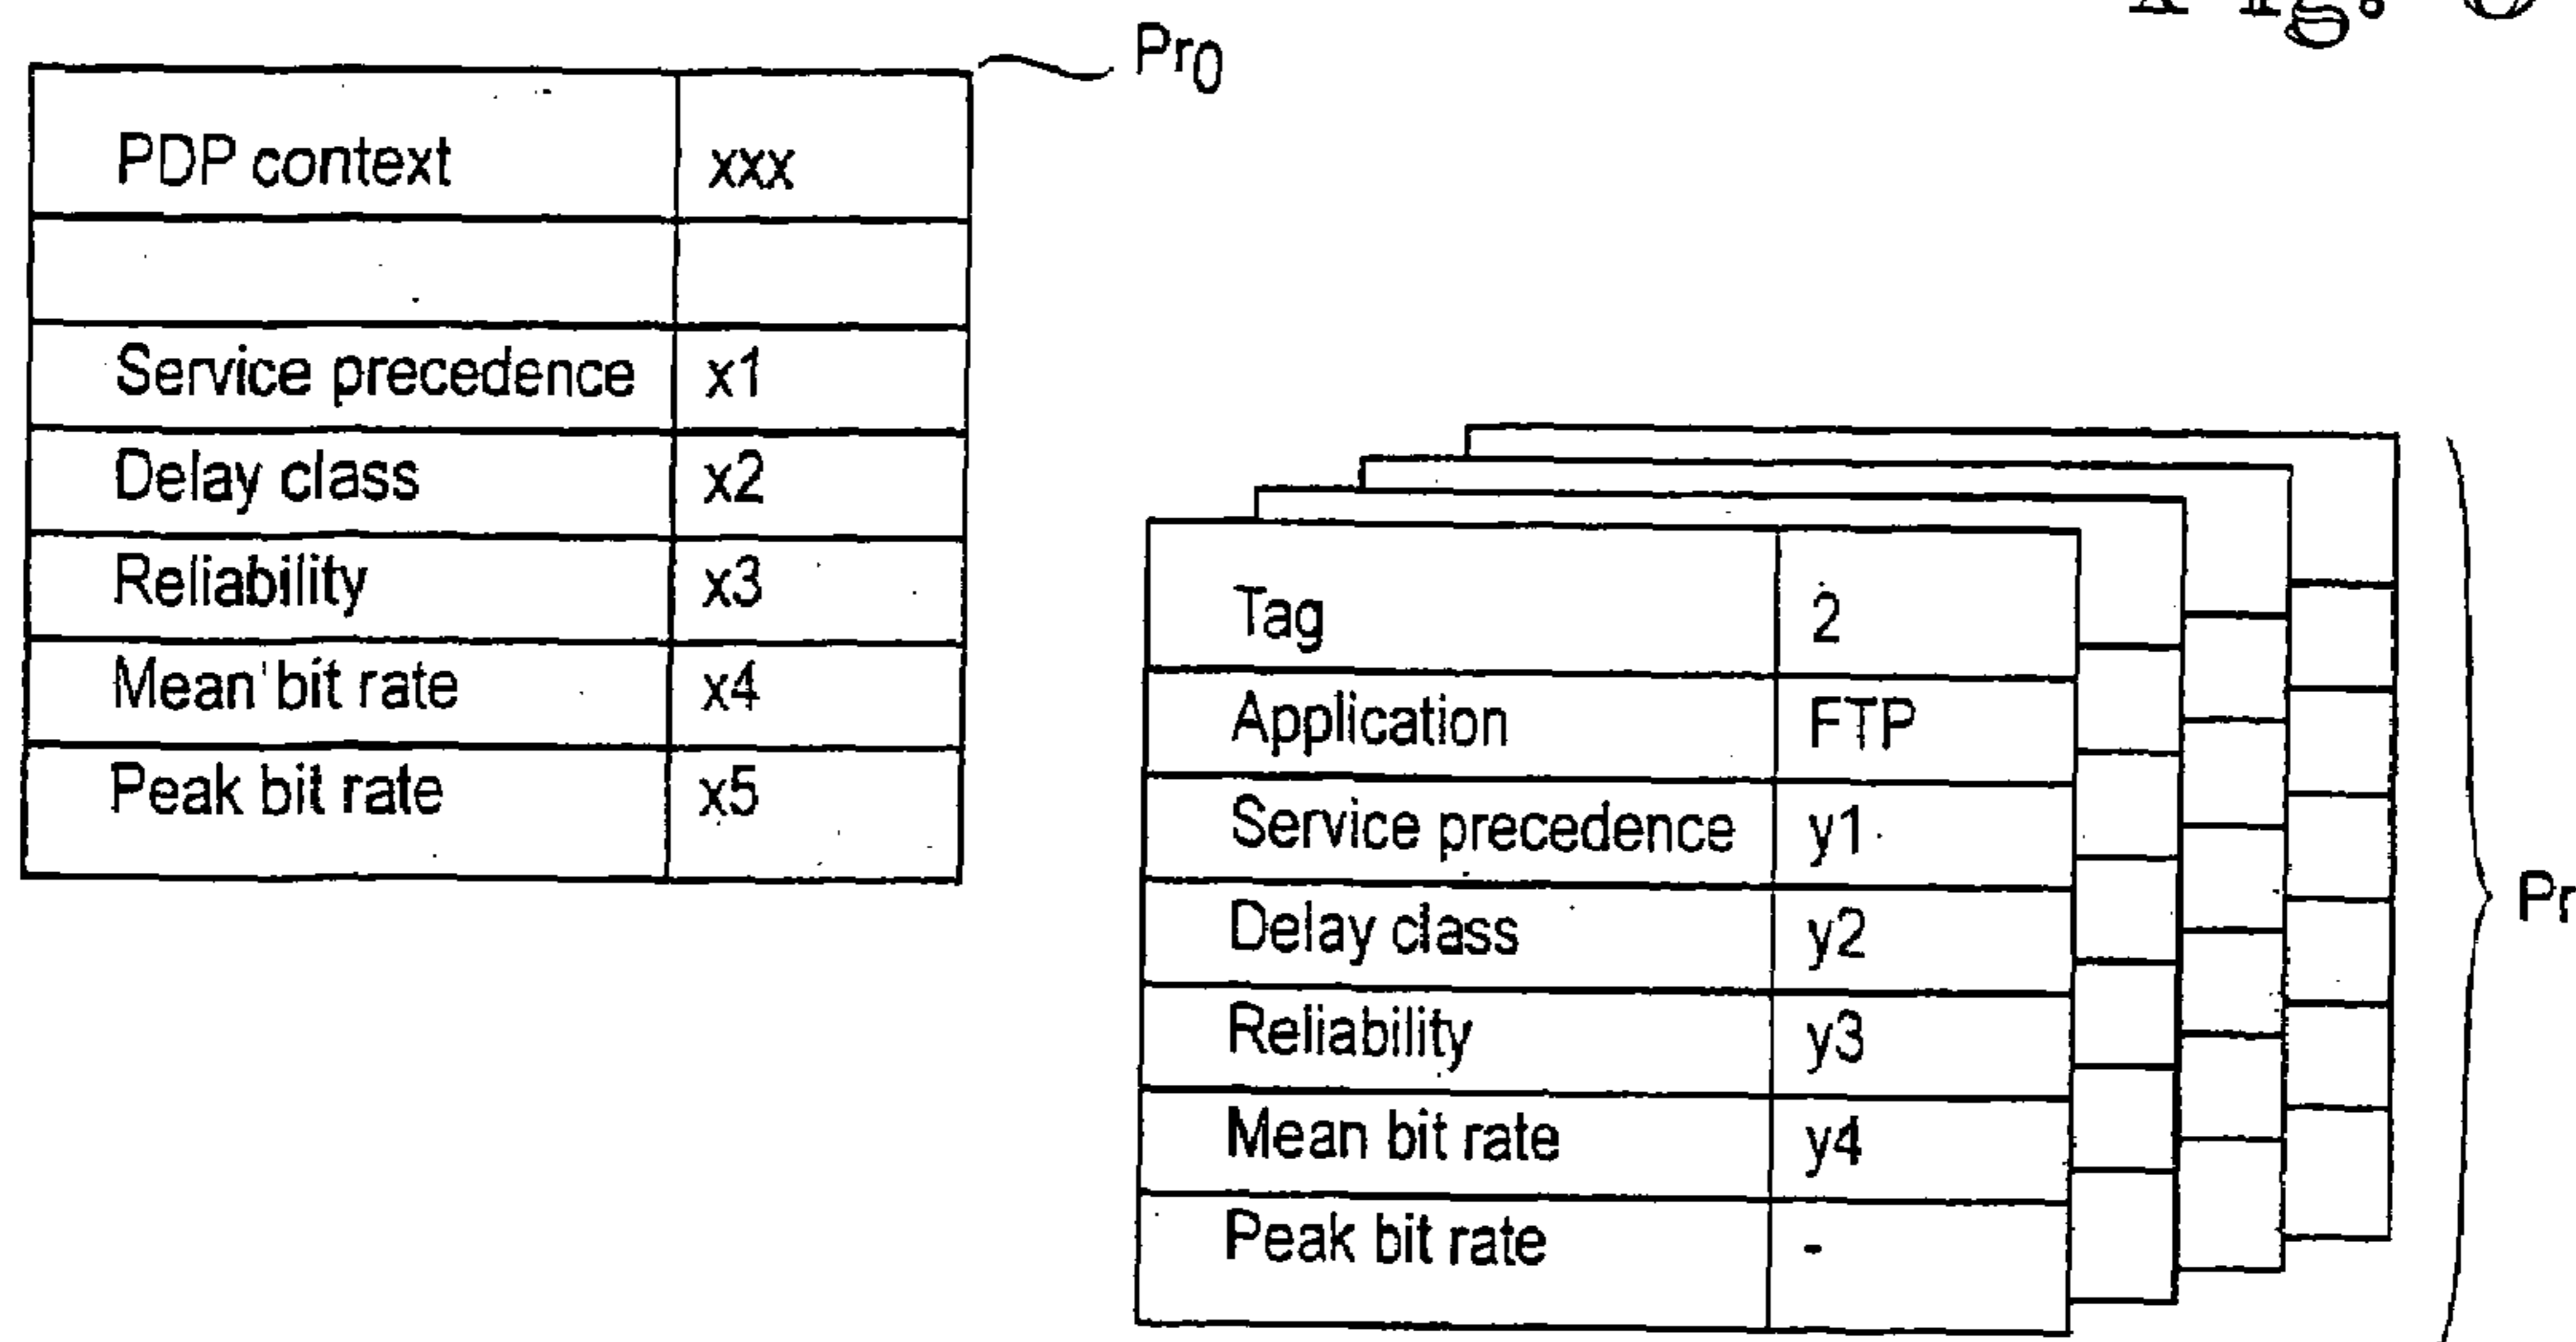 Pr0
PDP context xxx
Service precedence x1
Delay class x2
Reliability x3
Mean bit rate x4
Peak bit rate x5
Tag 2
Application FTP
Service precedence y1
Delay class y2
Reliability y3
Mean bit rate y4
Peak bit rate -
Pr